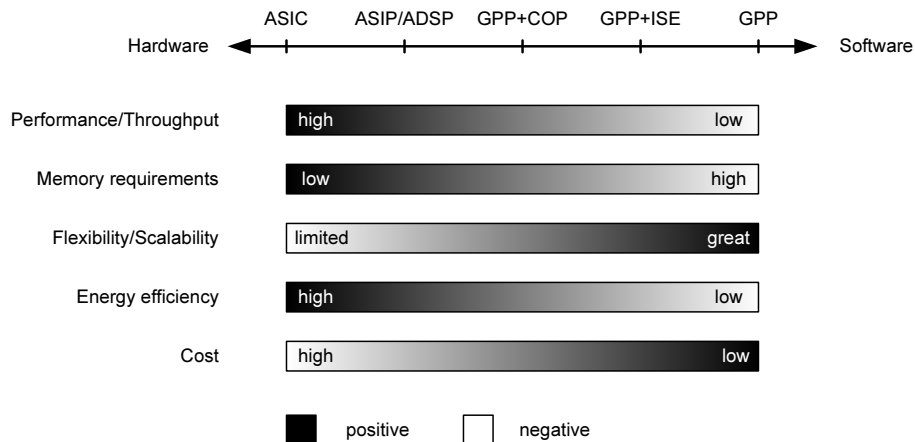 ASIC ASIP/ADSP GPP+COP GPP+ISE GPP
Hardware Software
Performance/Throughput high low
Memory requirements low high
Flexibility/Scalability limited great
Energy efficiency high low
Cost high low
positive negative